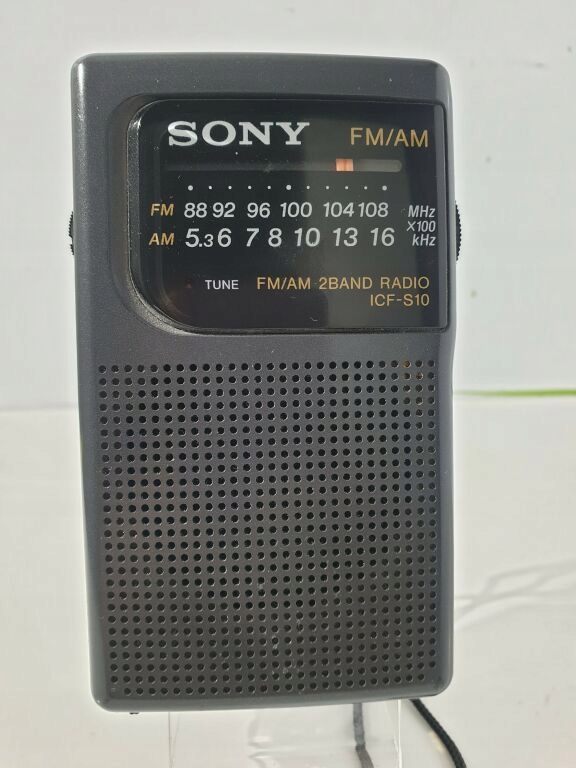 SONY FM/AM
FM 88 92 96 100 104 108 MHz
×100
AM 5.3 6 7 8 10 13 16 kHz
TUNE FM/AM 2BAND RADIO
ICF-S10